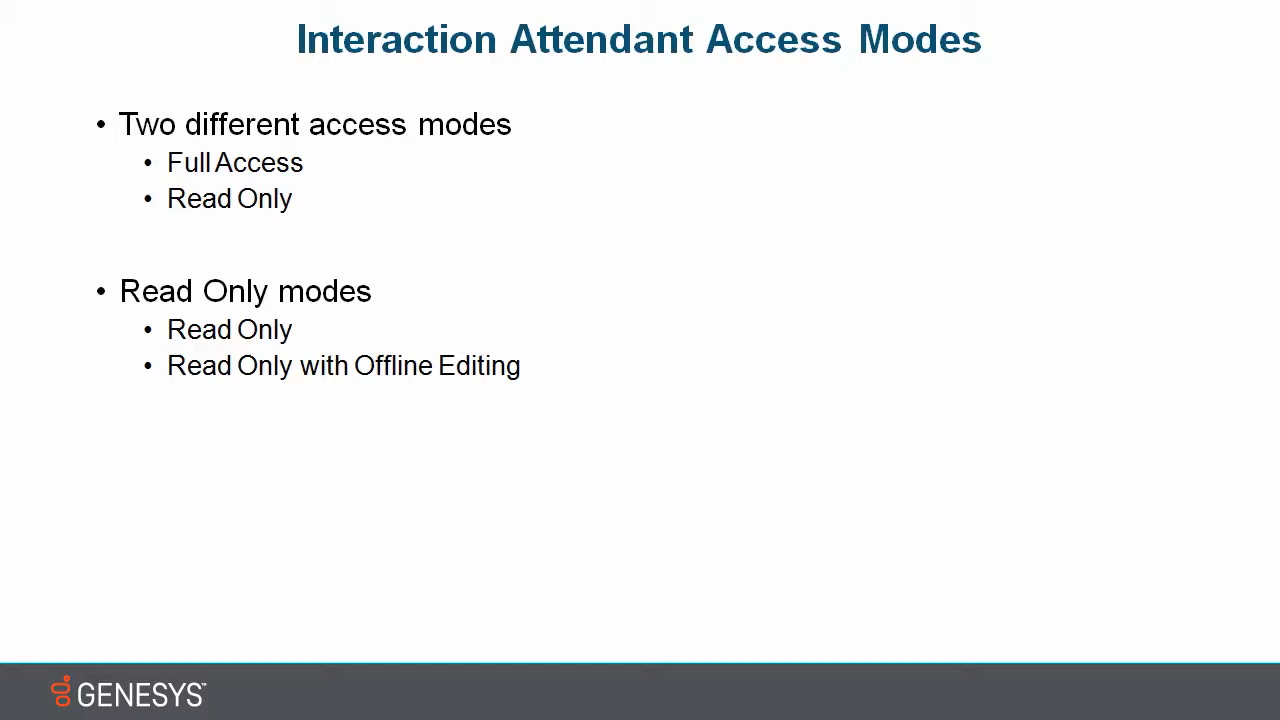 Interaction Attendant Access Modes
• Two different access modes
• Full Access
• Read Only
• Read Only modes
• Read Only
• Read Only with Offline Editing
GENESYS™